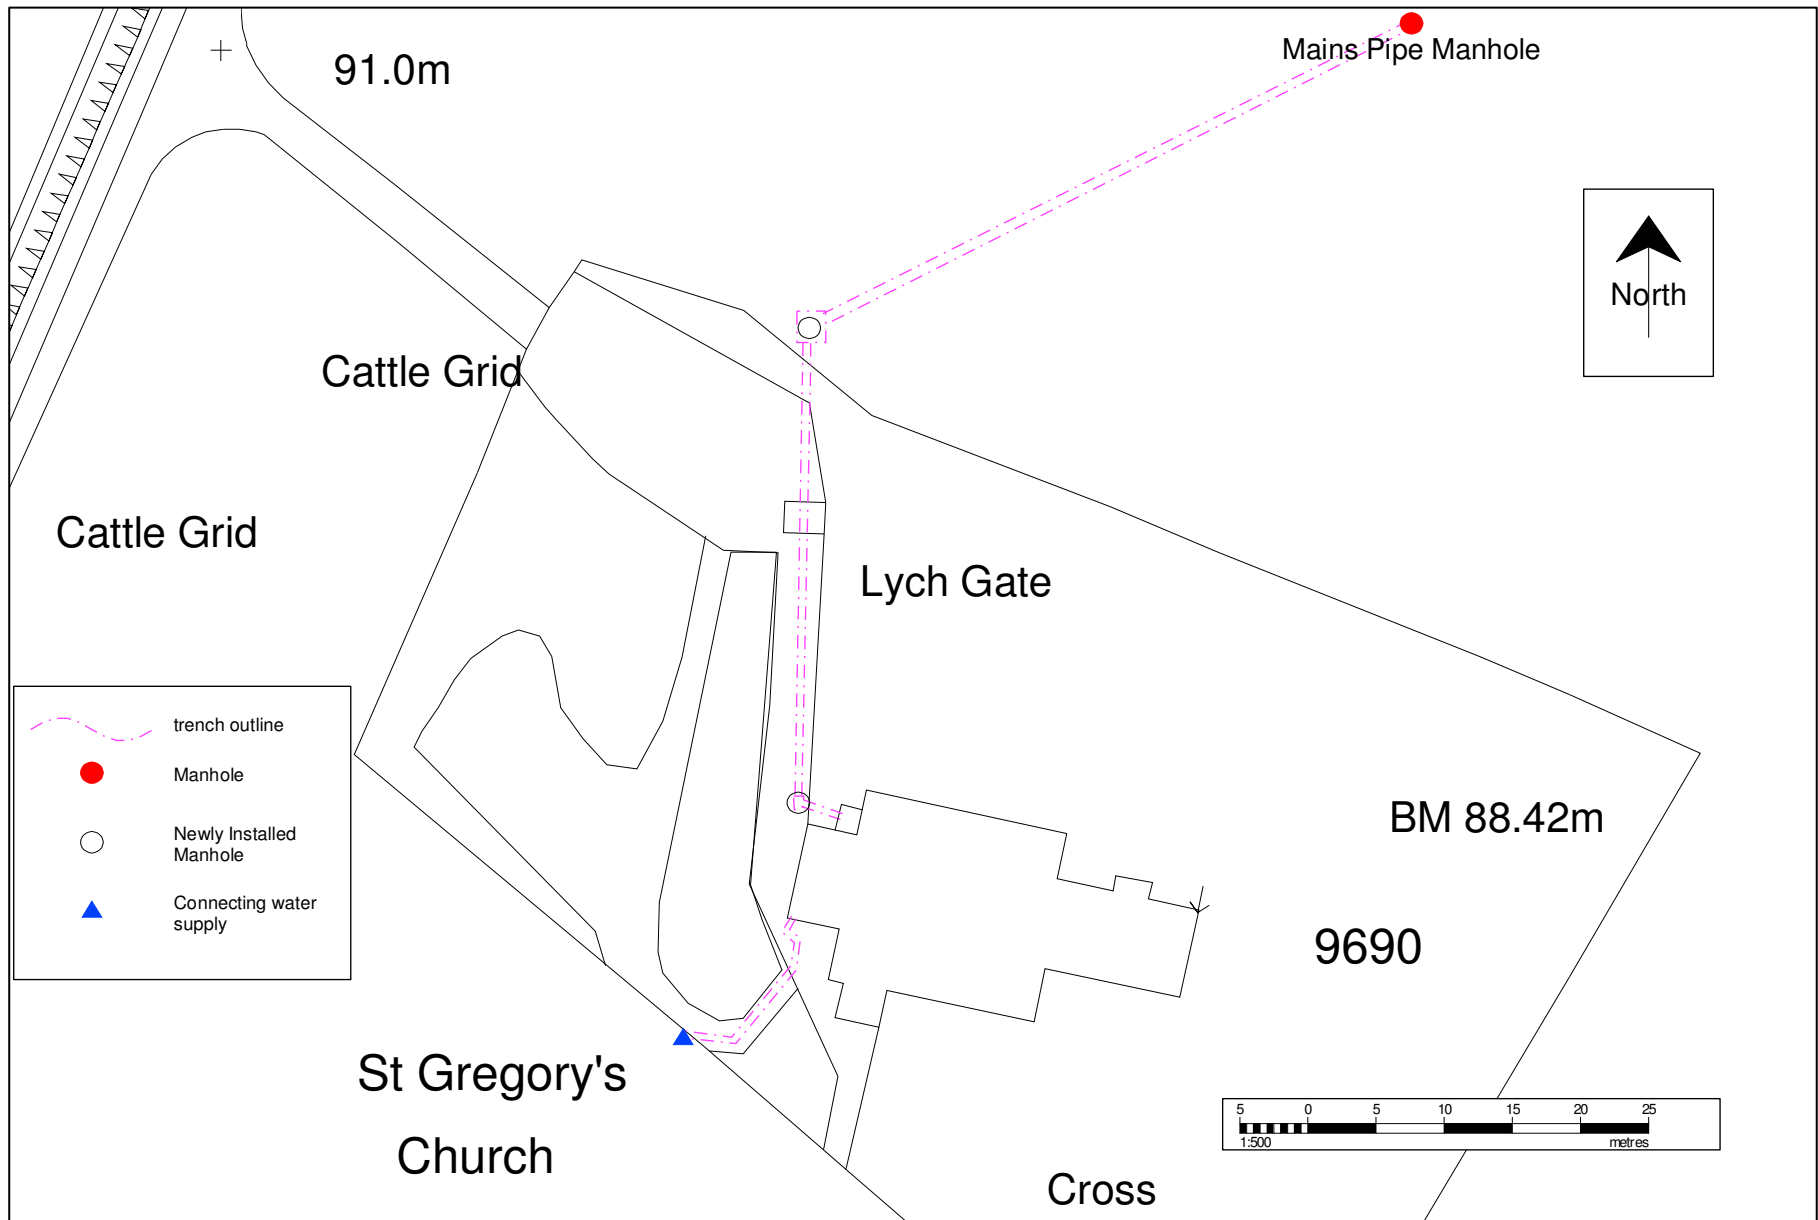 Mains Pipe Manhole
91.0m
North
Cattle Grid
Cattle Grid
Lych Gate
trench outline
Manhole
Newly Installed
Manhole
Connecting water
supply
BM 88.42m
9690
St Gregory's
Church
5 0 5 10 15 20 25
1:500 metres
Cross